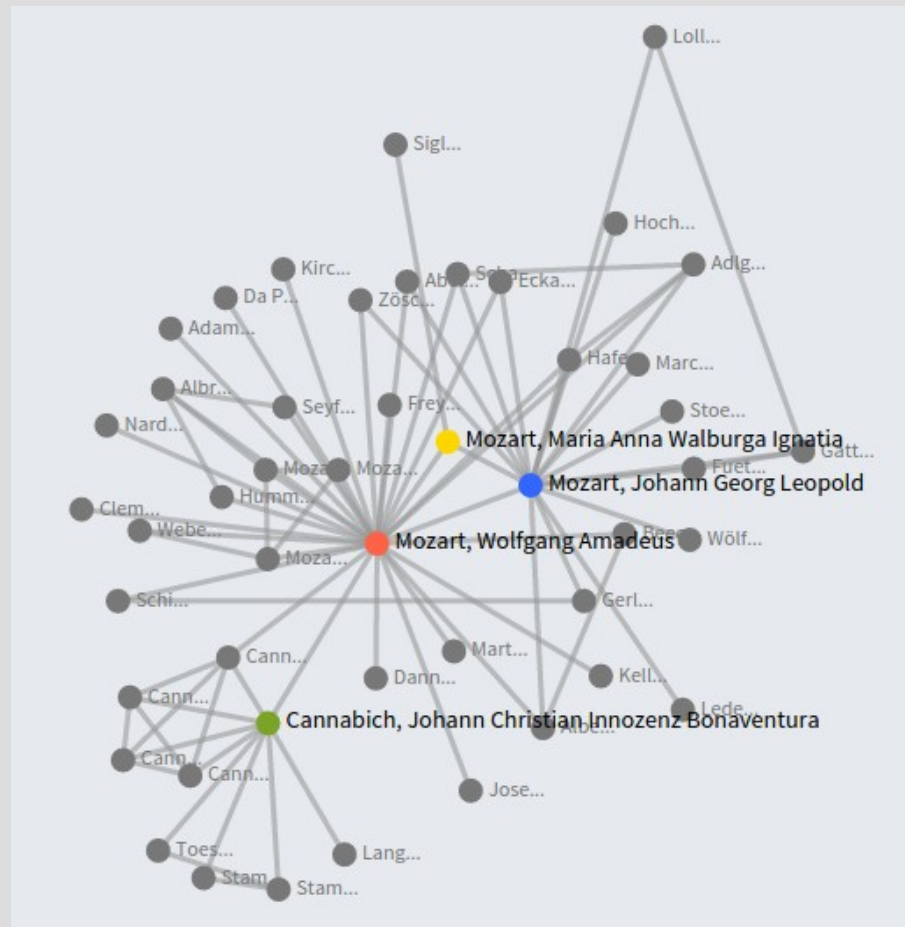 Loll...
Sigl...
Hoch...
Adlg...
Kirc...
Scha...
Ecka...
Da P...
Zösc...
Adam...
Hafe...
Marc...
Albr...
Seyf...
Frey...
Stoe...
Nard...
Mozart, Maria Anna Walburga Ignatia
Gatt...
Moza...
Moza...
Fuet...
Mozart, Johann Georg Leopold
Humm...
Clem...
Webe...
Mozart, Wolfgang Amadeus
Wölf...
Moza...
Schi...
Gerl...
Mart...
Cann...
Dann...
Kell...
Cann...
Lede...
Cannabich, Johann Christian Innozenz Bonaventura
Cann...
Cann...
Jose...
Toes...
Lang...
Stam...
Stam...